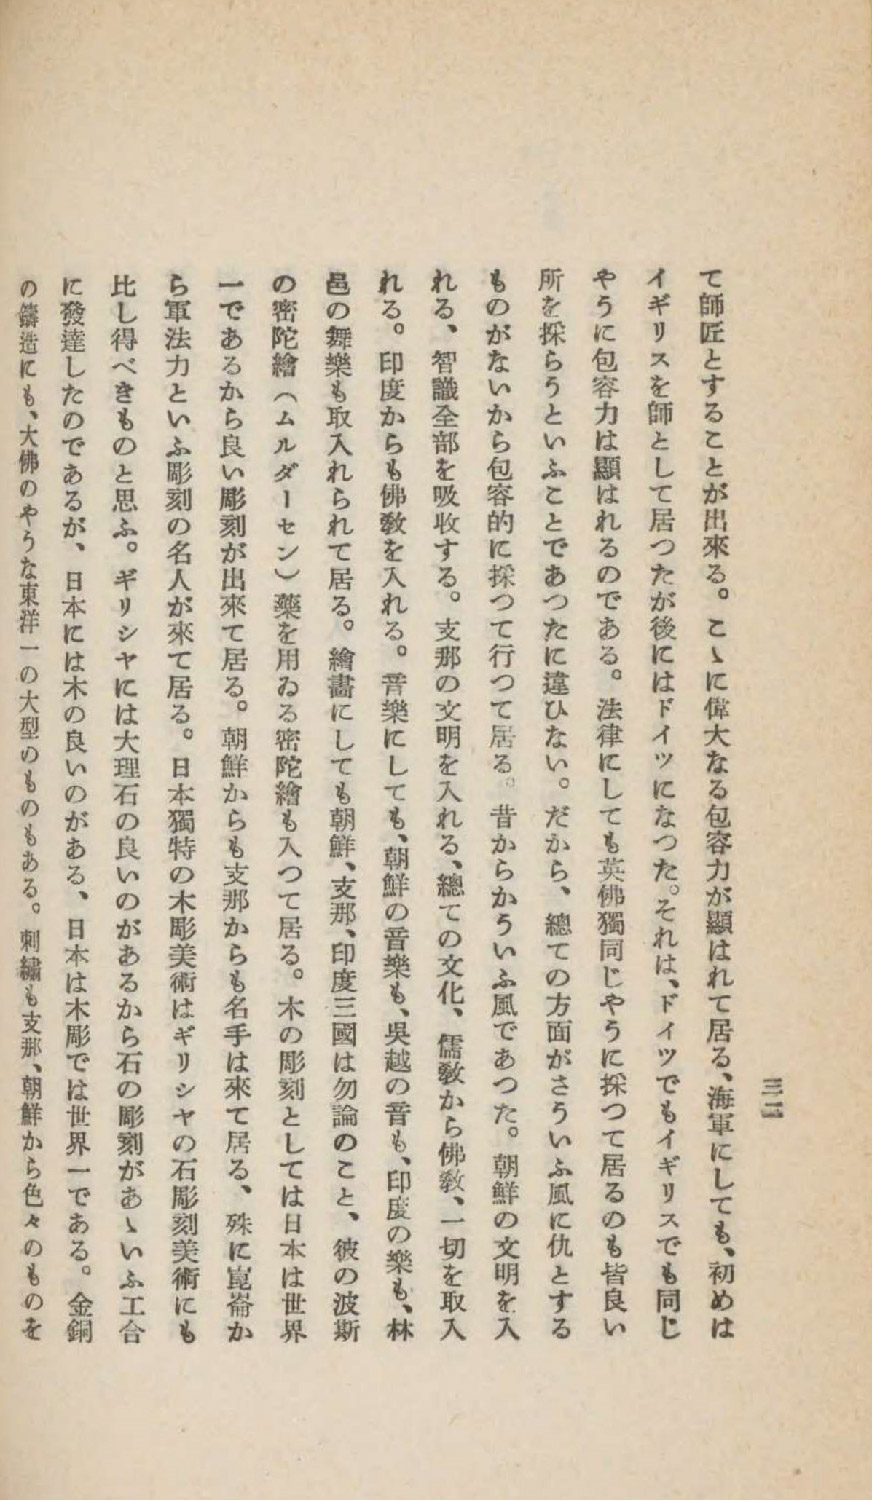 三二
て師匠とすることが出來る。こゝに偉大なる包容力が顯はれて居る、海軍にしても、初めは
イギリスを師として居つたが後にはドイツになつた。それは、ドイツでもイギリスでも同じ
やうに包容力は顯はれるのである。法律にしても英佛獨同じやうに採つて居るのも皆良い
所を採らうといふことであつたに違ひない。だから、總ての方面がさういふ風に仇とする
ものがないから包容的に採つて行つて居る。昔からかういふ風であつた。朝鮮の文明を入
れる、智識全部を吸收する。支那の文明を入れる、總ての文化、儒敎から佛敎、一切を取入
れる。印度からも佛敎を入れる。音樂にしても、朝鮮の音樂も、吳越の音も、印度の樂も、林
邑の舞樂も取入れられて居る。繪畫にしても朝鮮、支那、印度三國は勿論のこと、彼の波斯
の密陀繪（ムルダーセン）藥を用ゐる密陀繪も入つて居る。木の彫刻としては日本は世界
一であるから良い彫刻が出來て居る。朝鮮からも支那からも名手は來て居る、殊に崑崙か
ら軍法力といふ彫刻の名人が來て居る。日本獨特の木彫美術はギリシヤの石彫刻美術にも
比し得べきものと思ふ。ギリシヤには大理石の良いのがあるから石の彫刻があゝいふ工合
に發達したのであるが、日本には木の良いのがある、日本は木彫では世界一である。金銅
の鑄造にも、大佛のやうな東洋一の大型のものもある。刺繡も支那、朝鮮から色々のものを